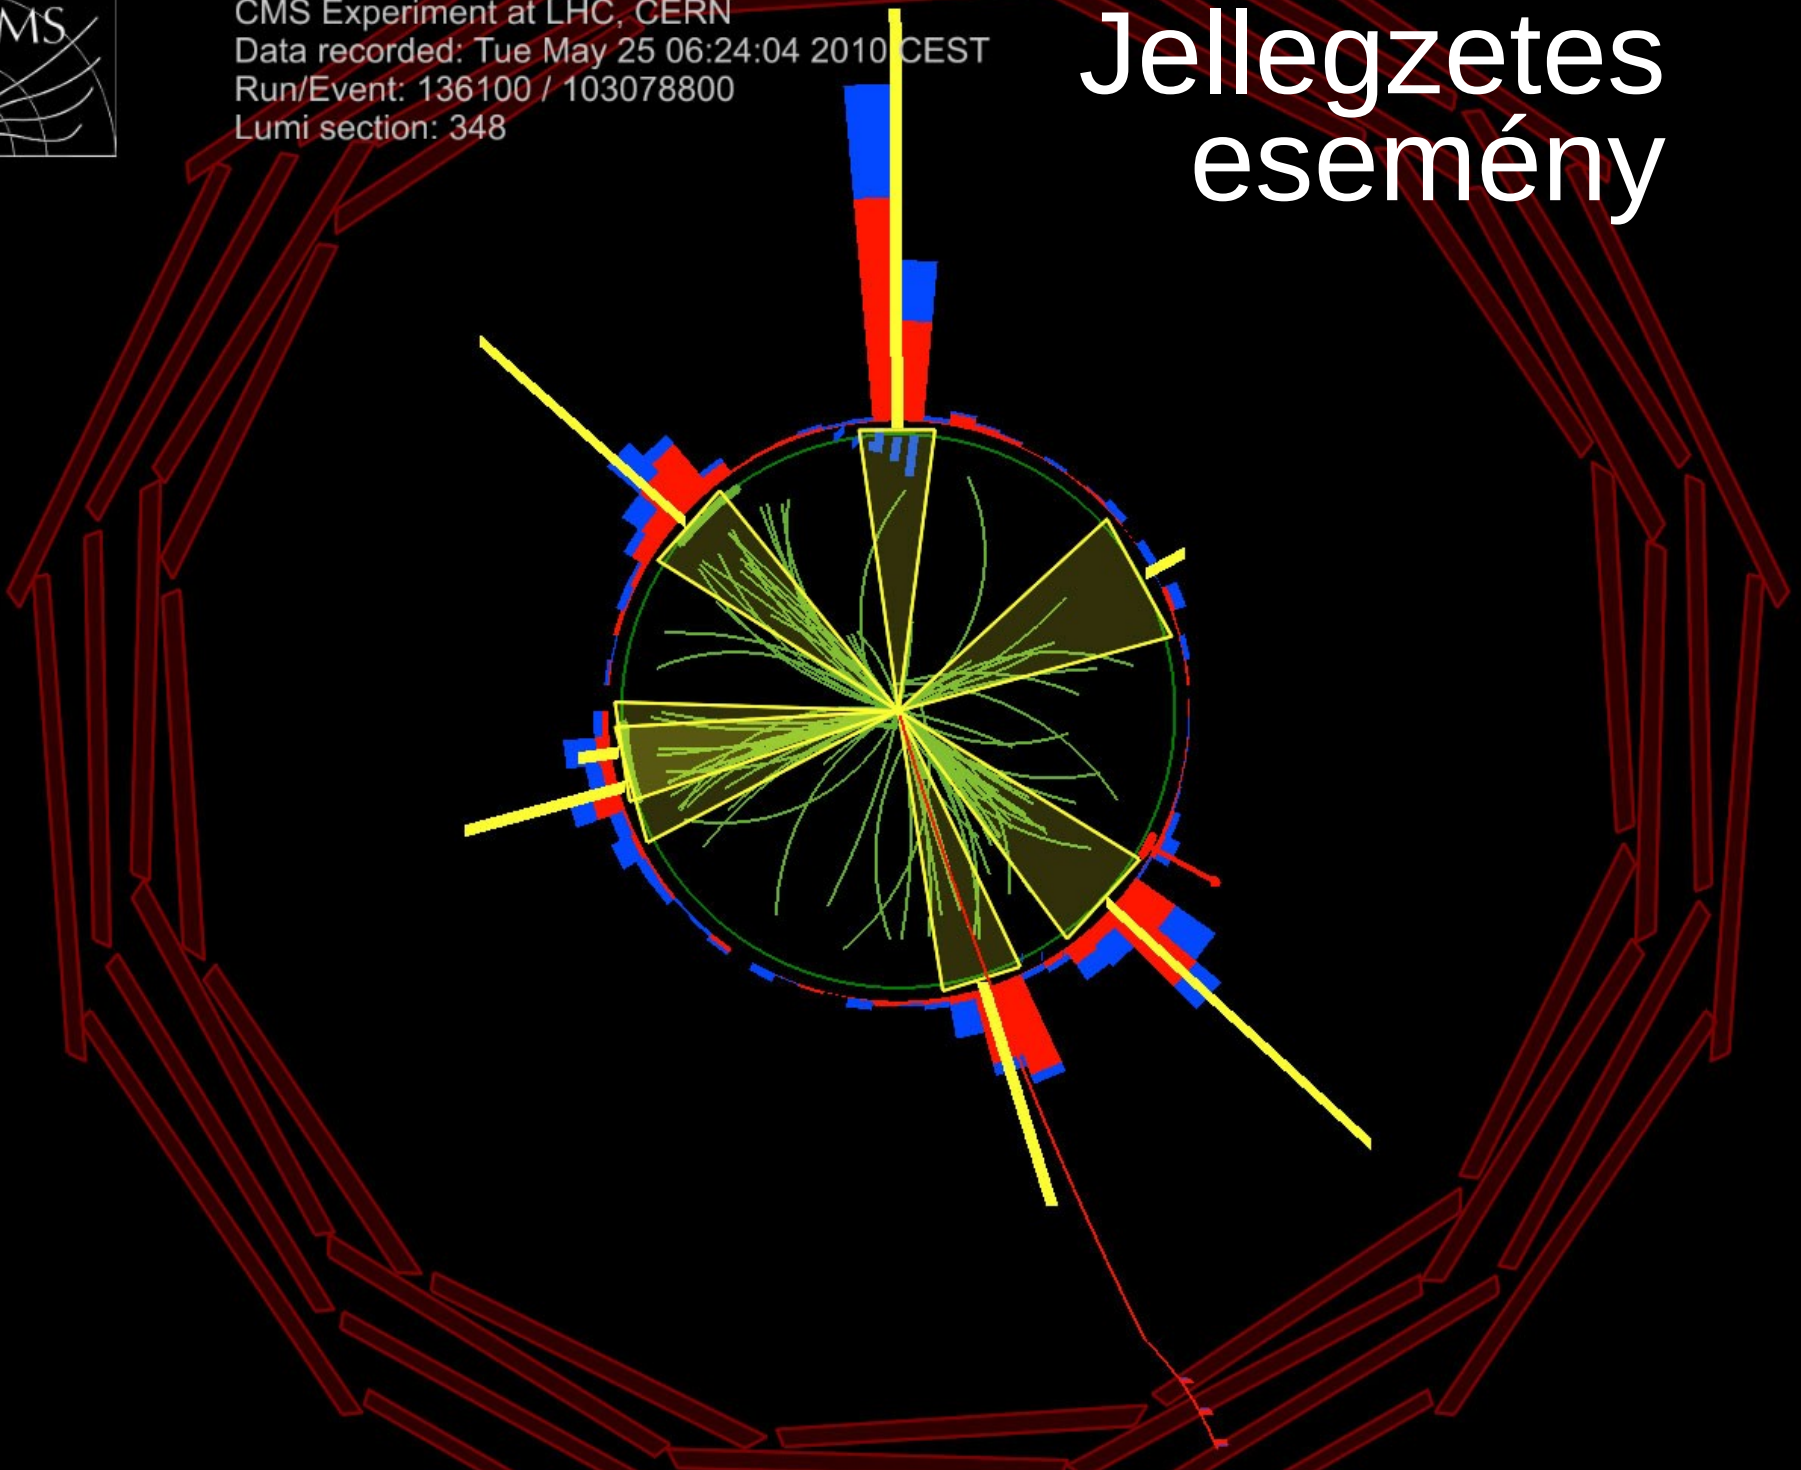 MS
CMS Experiment at LHC, CERN
Data recorded: Tue May 25 06:24:04 2010 CEST
Run/Event: 136100 / 103078800
Lumi section: 348
Jellegzetes
esemény